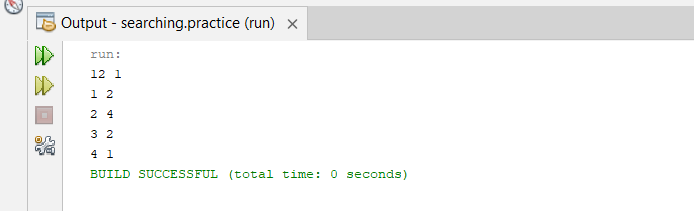 Output - searching.practice (run)
run:
12 1
1 2
2 4
3 2
4 1
BUILD SUCCESSFUL (total time: 0 seconds)